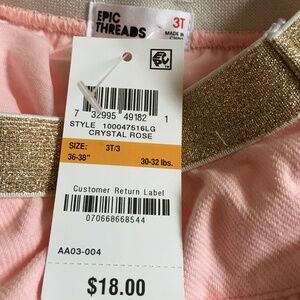 EPIC
THREADS
3T
MADE IN
7 32995 49182 1
STYLE 100047516LG
CRYSTAL ROSE
SIZE: 3T/3
36-38" 30-32 lbs.
Customer Return Label
070668668544
AA03-004
$18.00